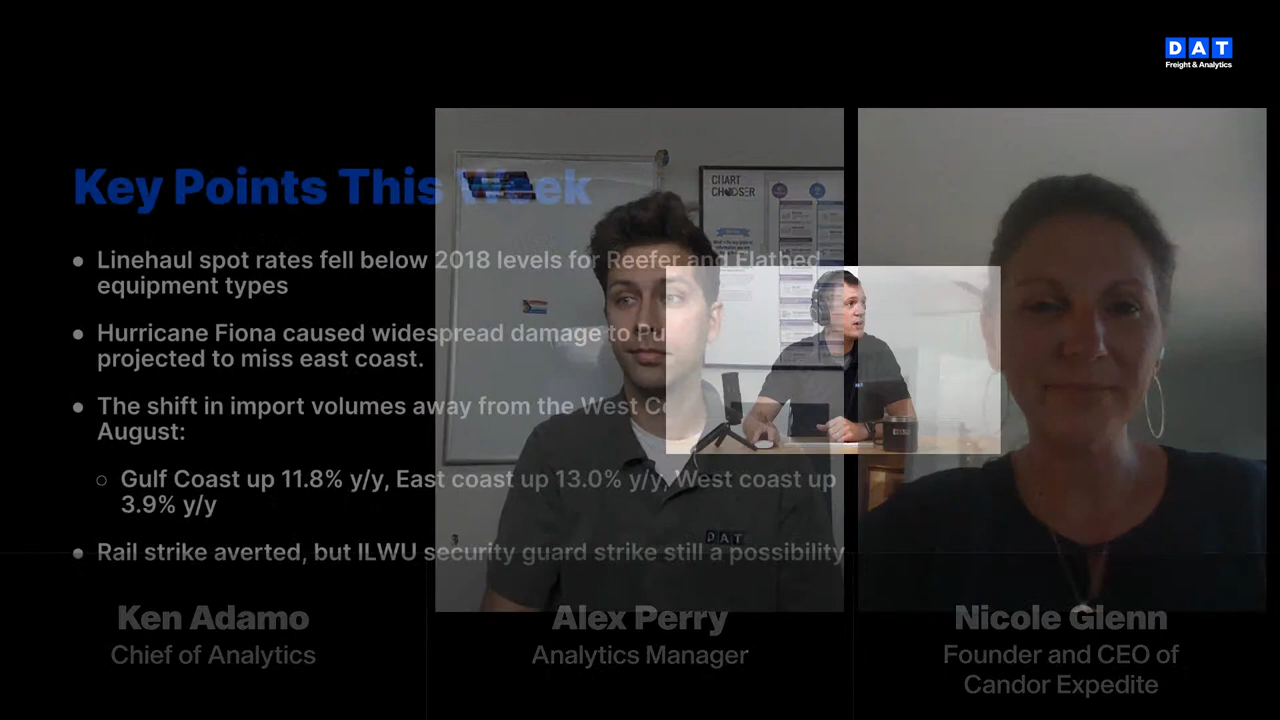 DAT
Freight & Analytics
Key Points This Week
CHART
CHOOSER
• Linehaul spot rates fell below 2018 levels for Reefer and Flatbed
equipment types
• Hurricane Fiona caused widespread damage to
projected to miss east coast.
• The shift in import volumes away from the West
August:
○ Gulf Coast up 11.8% y/y, East coast up 13.0% y/y, West coast up
3.9% y/y
DAT
• Rail strike averted, but ILWU security guard strike still a possibility
Ken Adamo
Chief of Analytics
Alex Perry
Analytics Manager
Nicole Glenn
Founder and CEO of
Candor Expedite